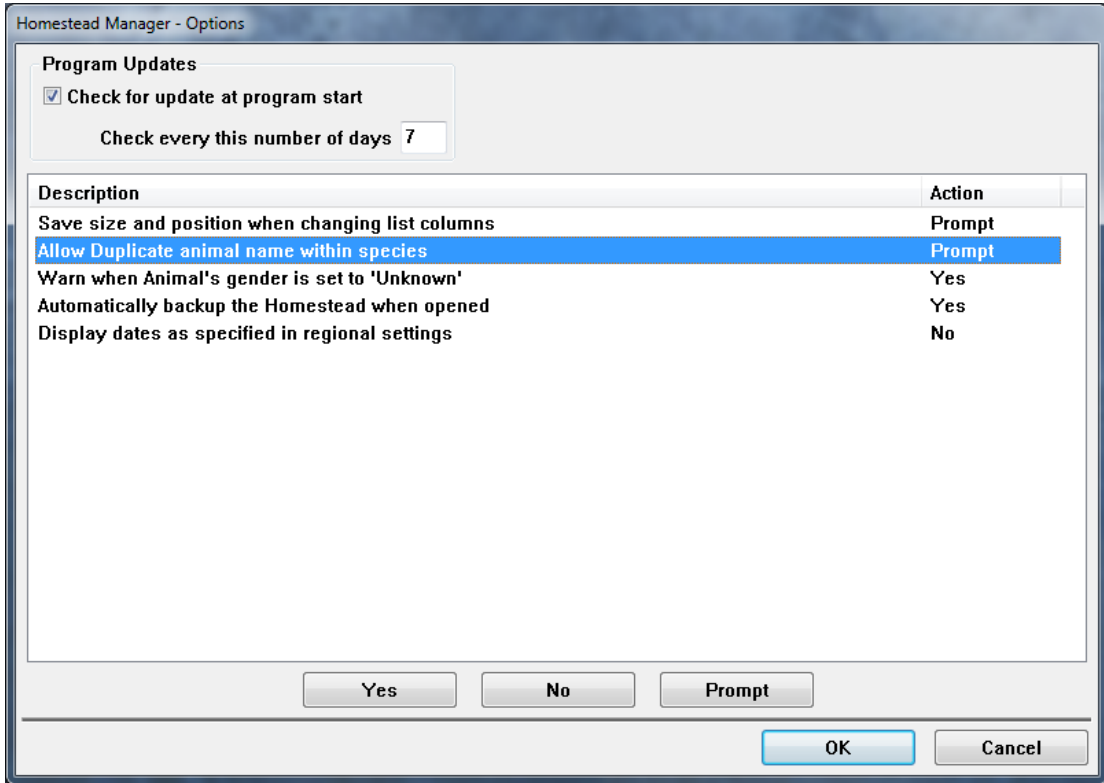 Homestead Manager - Options
Program Updates
Check for update at program start
Check every this number of days 7
Description Action
Save size and position when changing list columns Prompt
Allow Duplicate animal name within species Prompt
Warn when Animal's gender is set to 'Unknown' Yes
Automatically backup the Homestead when opened Yes
Display dates as specified in regional settings No
Yes No Prompt
OK Cancel